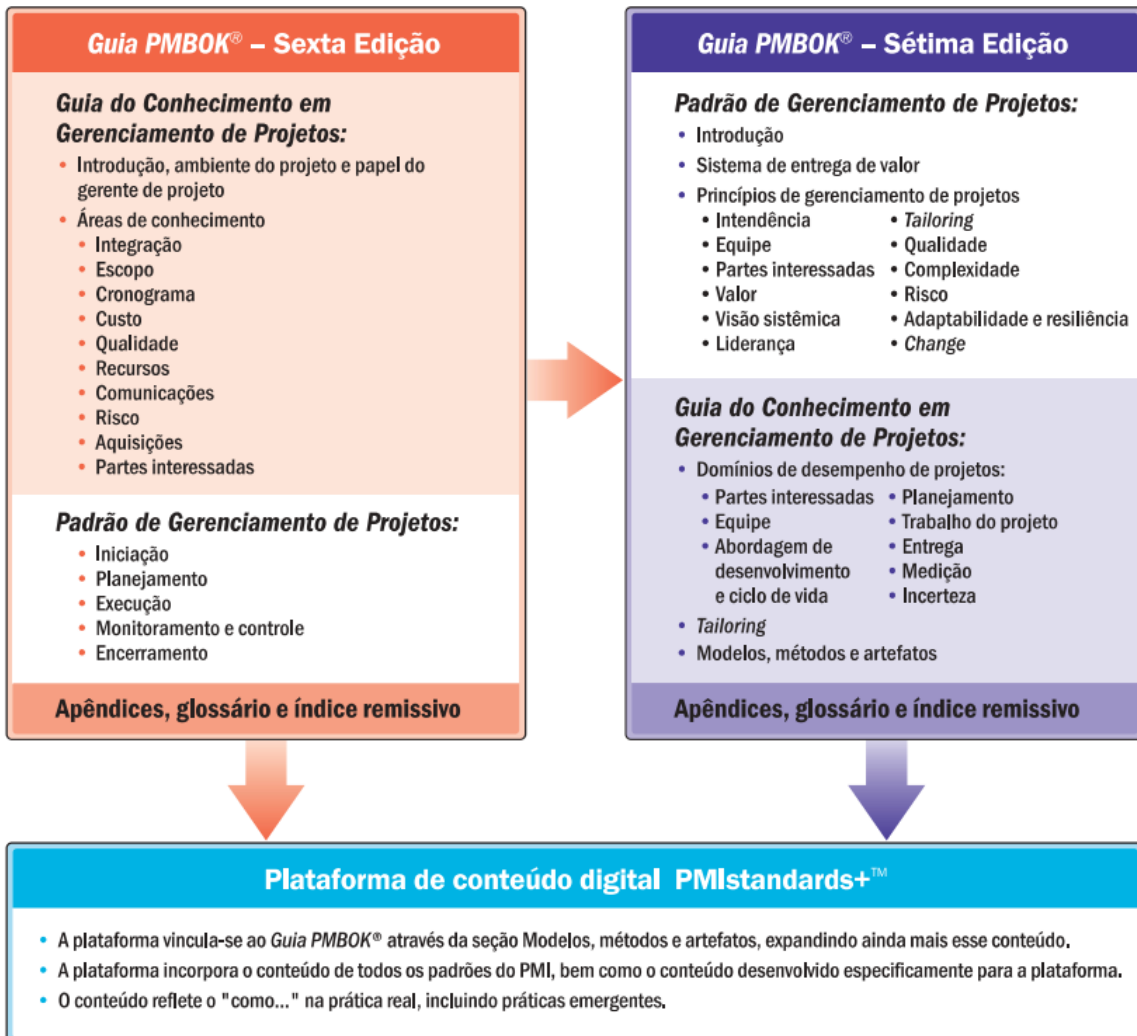 Guia PMBOK® – Sexta Edição
Guia do Conhecimento em
Gerenciamento de Projetos:
• Introdução, ambiente do projeto e papel do
gerente de projeto
• Áreas de conhecimento
• Integração
• Escopo
• Cronograma
• Custo
• Qualidade
• Recursos
• Comunicações
• Risco
• Aquisições
• Partes interessadas
Padrão de Gerenciamento de Projetos:
• Iniciação
• Planejamento
• Execução
• Monitoramento e controle
• Encerramento
Apêndices, glossário e índice remissivo
Guia PMBOK® – Sétima Edição
Padrão de Gerenciamento de Projetos:
• Introdução
• Sistema de entrega de valor
• Princípios de gerenciamento de projetos
• Intendência
• Equipe
• Partes interessadas
• Valor
• Visão sistêmica
• Liderança
• Tailoring
• Qualidade
• Complexidade
• Risco
• Adaptabilidade e resiliência
• Change
Guia do Conhecimento em
Gerenciamento de Projetos:
• Domínios de desempenho de projetos:
• Partes interessadas
• Equipe
• Abordagem de
desenvolvimento
e ciclo de vida
• Planejamento
• Trabalho do projeto
• Entrega
• Medição
• Incerteza
• Tailoring
• Modelos, métodos e artefatos
Apêndices, glossário e índice remissivo
Plataforma de conteúdo digital PMIstandards+™
• A plataforma vincula-se ao Guia PMBOK® através da seção Modelos, métodos e artefatos, expandindo ainda mais esse conteúdo.
• A plataforma incorpora o conteúdo de todos os padrões do PMI, bem como o conteúdo desenvolvido especificamente para a plataforma.
• O conteúdo reflete o "como..." na prática real, incluindo práticas emergentes.